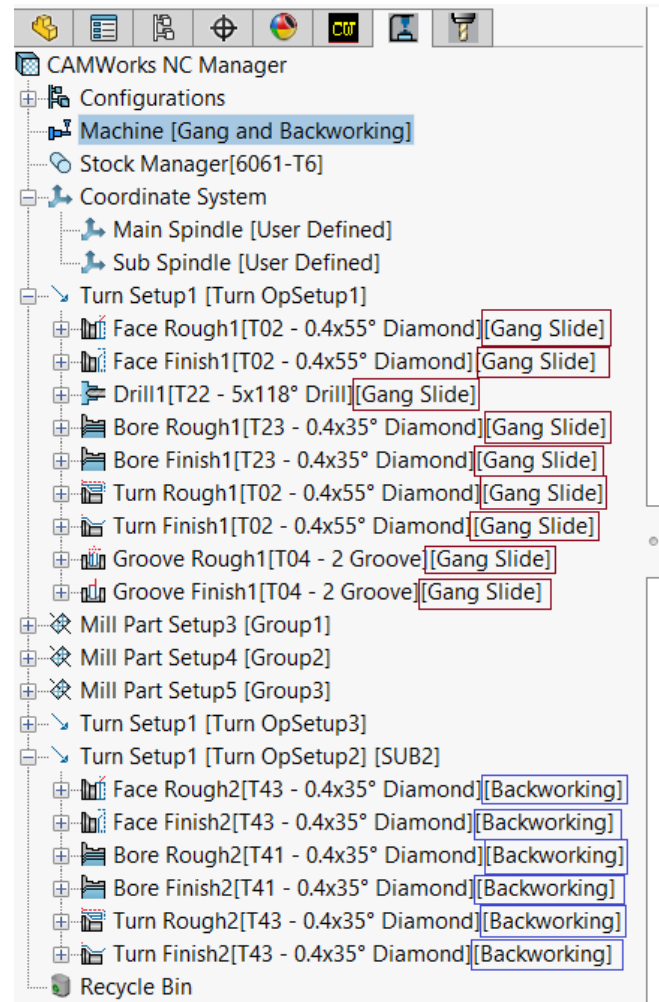 CW
CAMWorks NC Manager
Configurations
Machine [Gang and Backworking]
Stock Manager[6061-T6]
Coordinate System
Main Spindle [User Defined]
Sub Spindle [User Defined]
Turn Setup1 [Turn OpSetup1]
Face Rough1[T02 - 0.4x55° Diamond][Gang Slide]
Face Finish1[T02 - 0.4x55° Diamond][Gang Slide]
Drill1[T22 - 5x118° Drill][Gang Slide]
Bore Rough1[T23 - 0.4x35° Diamond][Gang Slide]
Bore Finish1[T23 - 0.4x35° Diamond][Gang Slide]
Turn Rough1[T02 - 0.4x55° Diamond][Gang Slide]
Turn Finish1[T02 - 0.4x55° Diamond][Gang Slide]
Groove Rough1[T04 - 2 Groove][Gang Slide]
Groove Finish1[T04 - 2 Groove][Gang Slide]
Mill Part Setup3 [Group1]
Mill Part Setup4 [Group2]
Mill Part Setup5 [Group3]
Turn Setup1 [Turn OpSetup3]
Turn Setup1 [Turn OpSetup2] [SUB2]
Face Rough2[T43 - 0.4x35° Diamond][Backworking]
Face Finish2[T43 - 0.4x35° Diamond][Backworking]
Bore Rough2[T41 - 0.4x35° Diamond][Backworking]
Bore Finish2[T41 - 0.4x35° Diamond][Backworking]
Turn Rough2[T43 - 0.4x35° Diamond][Backworking]
Turn Finish2[T43 - 0.4x35° Diamond][Backworking]
Recycle Bin